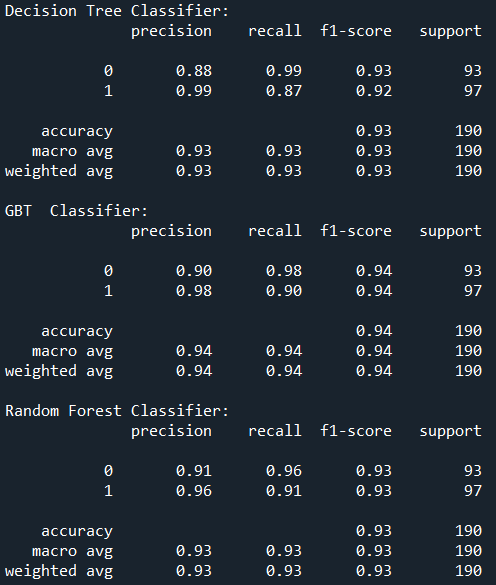 Decision Tree Classifier:
precision recall f1-score support
0 0.88 0.99 0.93 93
1 0.99 0.87 0.92 97
accuracy 0.93 190
macro avg 0.93 0.93 0.93 190
weighted avg 0.93 0.93 0.93 190
GBT  Classifier:
precision recall f1-score support
0 0.90 0.98 0.94 93
1 0.98 0.90 0.94 97
accuracy 0.94 190
macro avg 0.94 0.94 0.94 190
weighted avg 0.94 0.94 0.94 190
Random Forest Classifier:
precision recall f1-score support
0 0.91 0.96 0.93 93
1 0.96 0.91 0.93 97
accuracy 0.93 190
macro avg 0.93 0.93 0.93 190
weighted avg 0.93 0.93 0.93 190